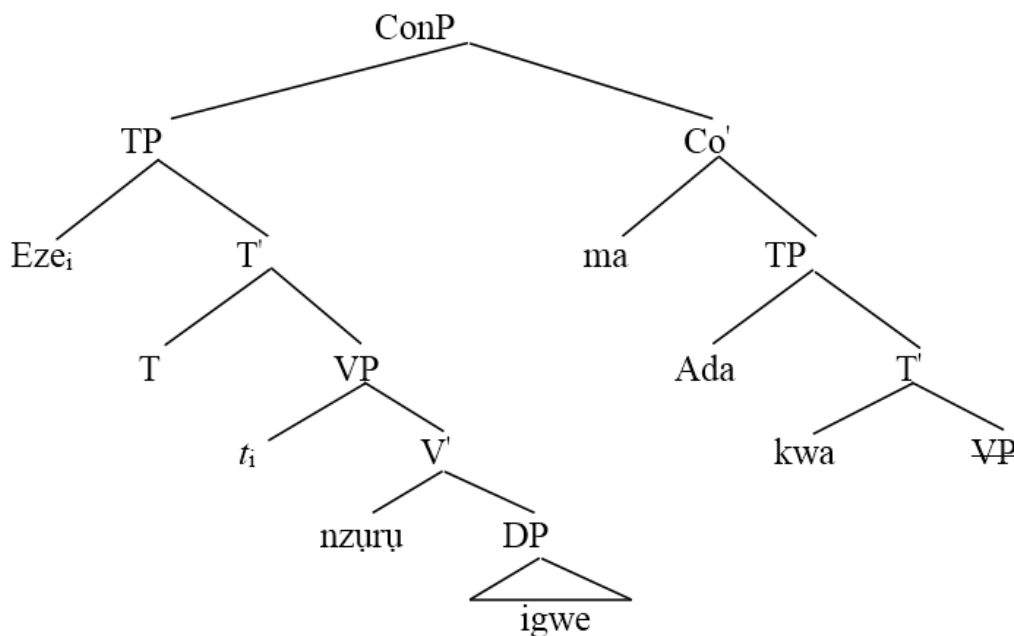 ConP
TP Co'
Ezeᵢ T' ma TP
T VP Ada T'
tᵢ V' kwa ~~VP~~
nzụrụ DP
igwe